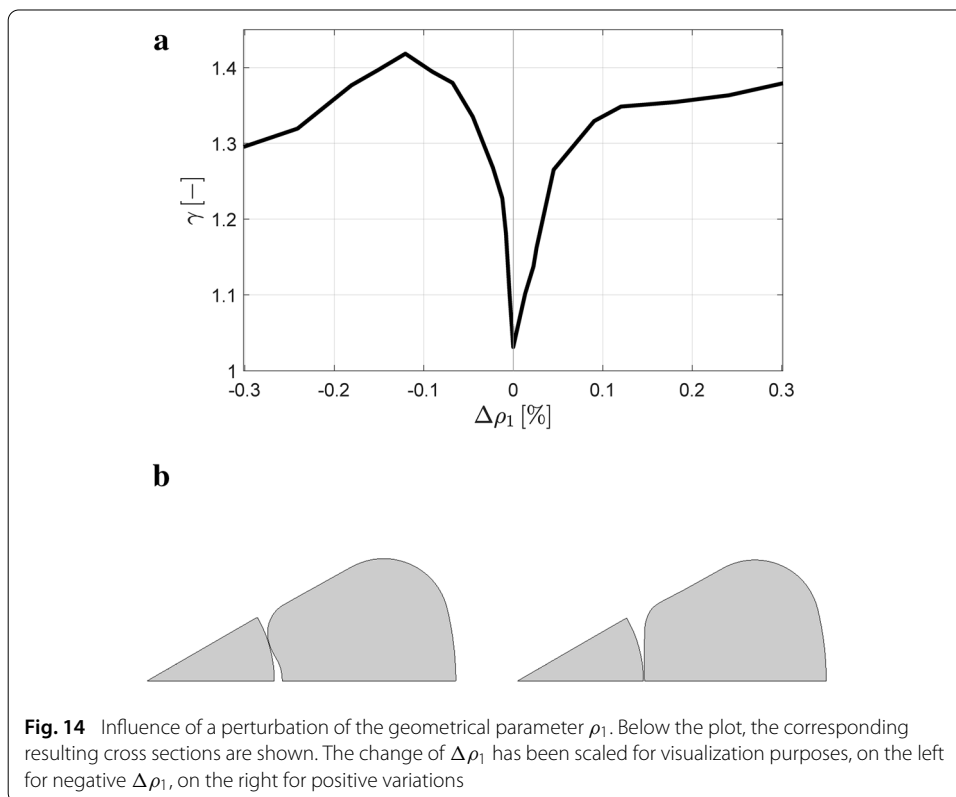 a
1.4
1.3
1.2
1.1
1
γ [−]
-0.3 -0.2 -0.1 0 0.1 0.2 0.3
Δρ₁ [%]
b
Fig. 14 Influence of a perturbation of the geometrical parameter ρ₁. Below the plot, the corresponding
resulting cross sections are shown. The change of Δρ₁ has been scaled for visualization purposes, on the left
for negative Δρ₁, on the right for positive variations